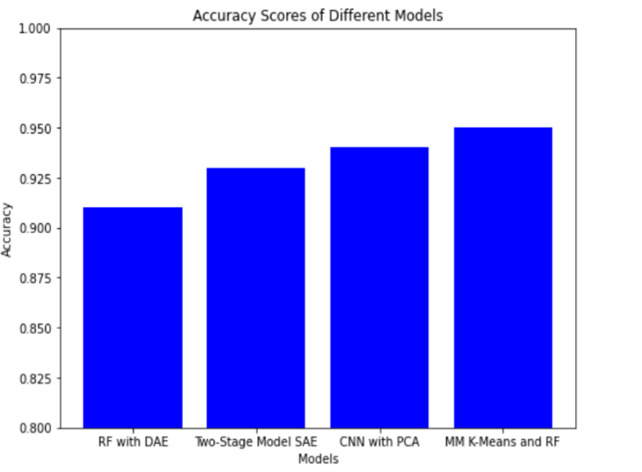 Accuracy Scores of Different Models
1.000
0.975
0.950
0.925
0.900
0.875
0.850
0.825
0.800
Accuracy
RF with DAE
Two-Stage Model SAE
CNN with PCA
MM K-Means and RF
Models